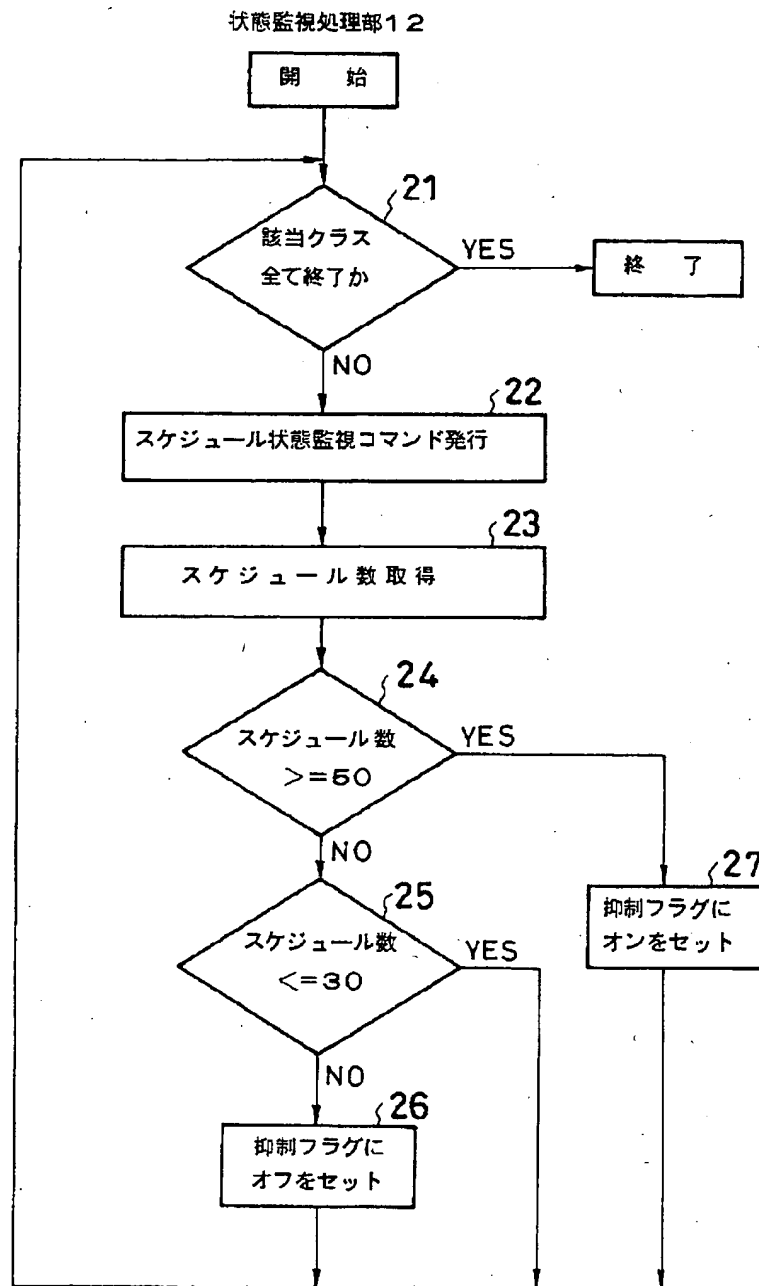 状態監視処理部12
開　始
21
該当クラス
全て終了か
YES
終　了
NO
22
スケジュール状態監視コマンド発行
23
スケジュール数取得
24
スケジュール数
>=50
YES
NO
25
スケジュール数
<=30
YES
27
抑制フラグに
オンをセット
NO
26
抑制フラグに
オフをセット